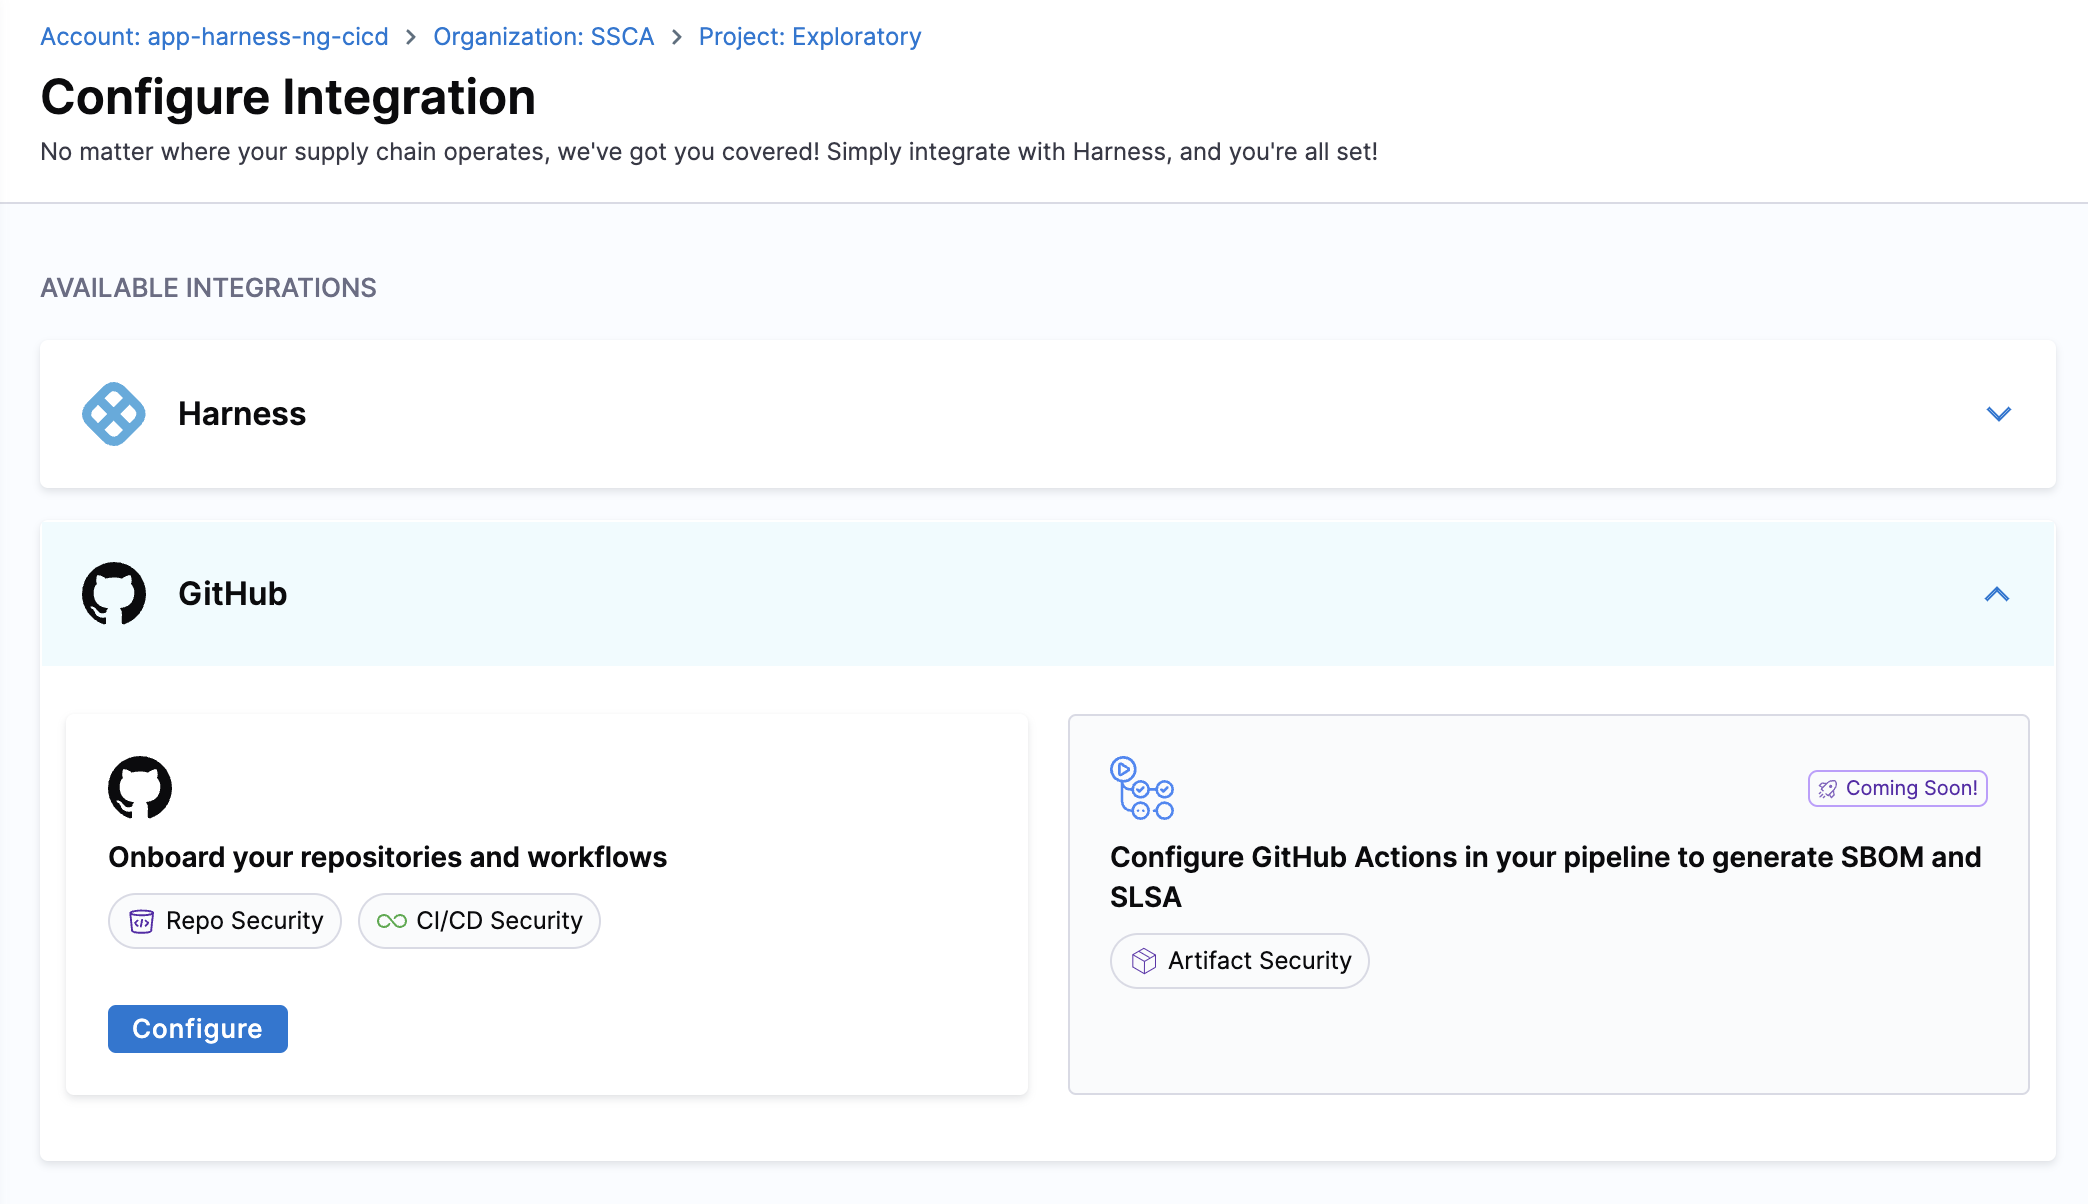 Account: app-harness-ng-cicd > Organization: SSCA > Project: Exploratory
Configure Integration
No matter where your supply chain operates, we've got you covered! Simply integrate with Harness, and you're all set!
AVAILABLE INTEGRATIONS
Harness
GitHub
Onboard your repositories and workflows
Repo Security
CI/CD Security
Configure
Coming Soon!
Configure GitHub Actions in your pipeline to generate SBOM and
SLSA
Artifact Security